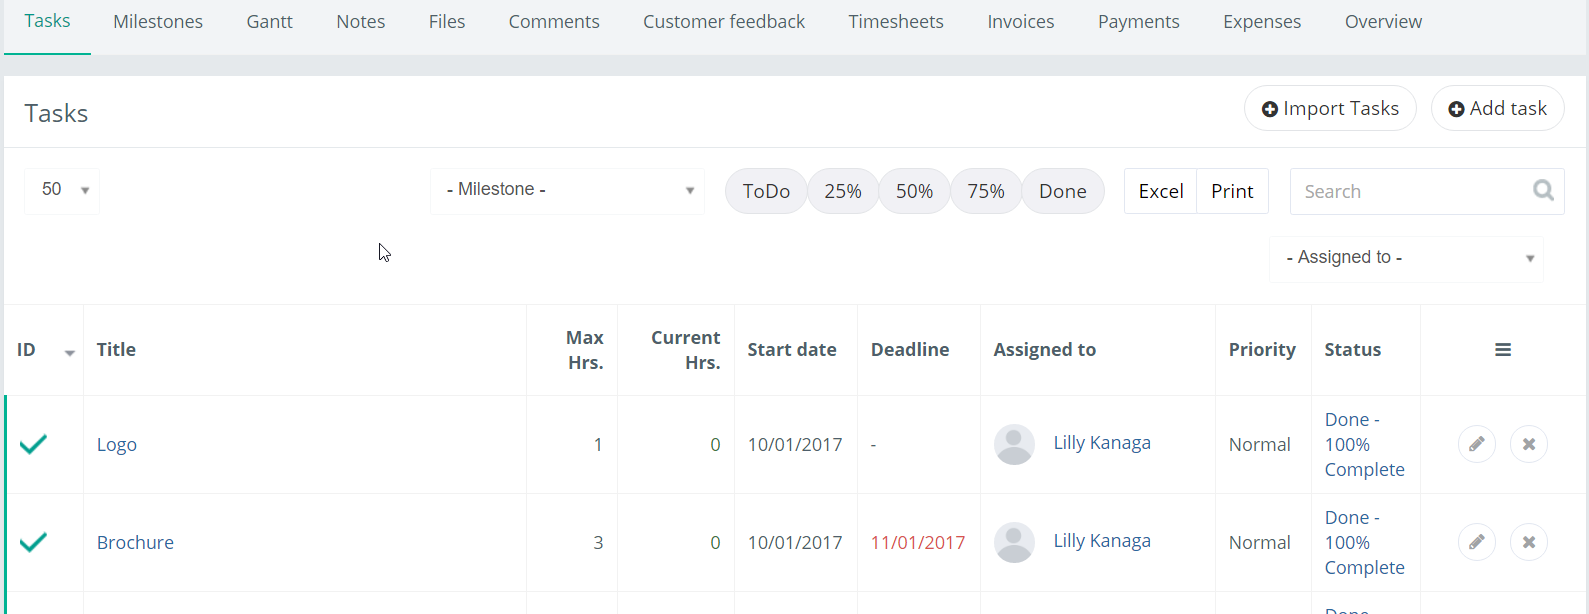 Tasks Milestones Gantt Notes Files Comments Customer feedback Timesheets Invoices Payments Expenses Overview
Tasks Import Tasks Add task
50 - Milestone - ToDo 25% 50% 75% Done Excel Print Search
- Assigned to -
ID Title Max Hrs. Current Hrs. Start date Deadline Assigned to Priority Status
Logo 1 0 10/01/2017 - Lilly Kanaga Normal Done - 100% Complete
Brochure 3 0 10/01/2017 11/01/2017 Lilly Kanaga Normal Done - 100% Complete
Done